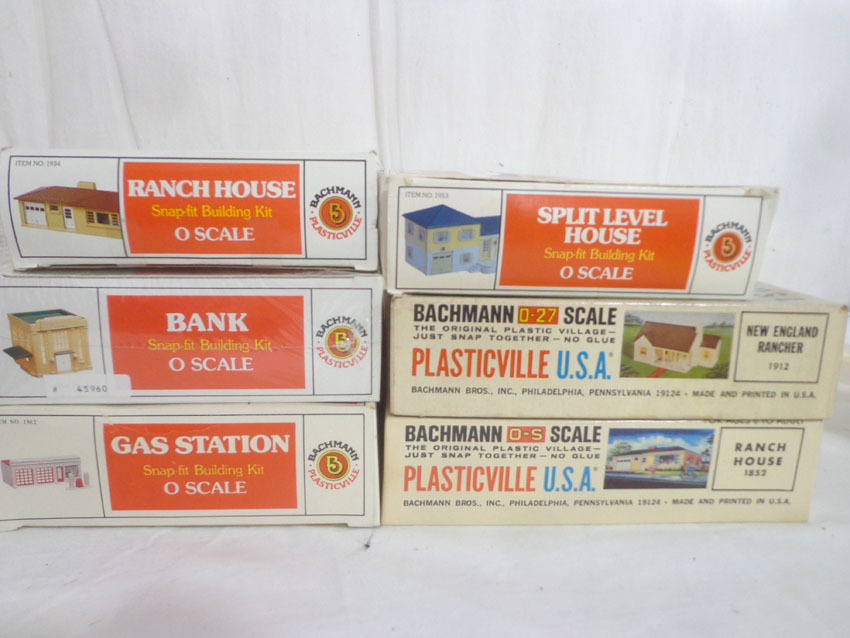 ITEM NO: 1934
RANCH HOUSE
Snap-fit Building Kit
O SCALE
BACHMANN
B
PLASTICVILLE
BANK
Snap-fit Building Kit
O SCALE
# 45960
BACHMANN
B
PLASTICVILLE
ITEM NO. 1962
GAS STATION
Snap-fit Building Kit
O SCALE
BACHMANN
B
PLASTICVILLE
ITEM NO: 1953
SPLIT LEVEL
HOUSE
Snap-fit Building Kit
O SCALE
BACHMANN
B
PLASTICVILLE
BACHMANN O-27 SCALE
THE ORIGINAL PLASTIC VILLAGE—
JUST SNAP TOGETHER — NO GLUE
PLASTICVILLE U.S.A.®
BACHMANN BROS., INC., PHILADELPHIA, PENNSYLVANIA 19124 - MADE AND PRINTED IN U.S.A.
NEW ENGLAND
RANCHER
1912
BACHMANN O-S SCALE
THE ORIGINAL PLASTIC VILLAGE—
JUST SNAP TOGETHER — NO GLUE
PLASTICVILLE U.S.A.®
BACHMANN BROS., INC., PHILADELPHIA, PENNSYLVANIA 19124 - MADE AND PRINTED IN U.S.A.
RANCH
HOUSE
1852